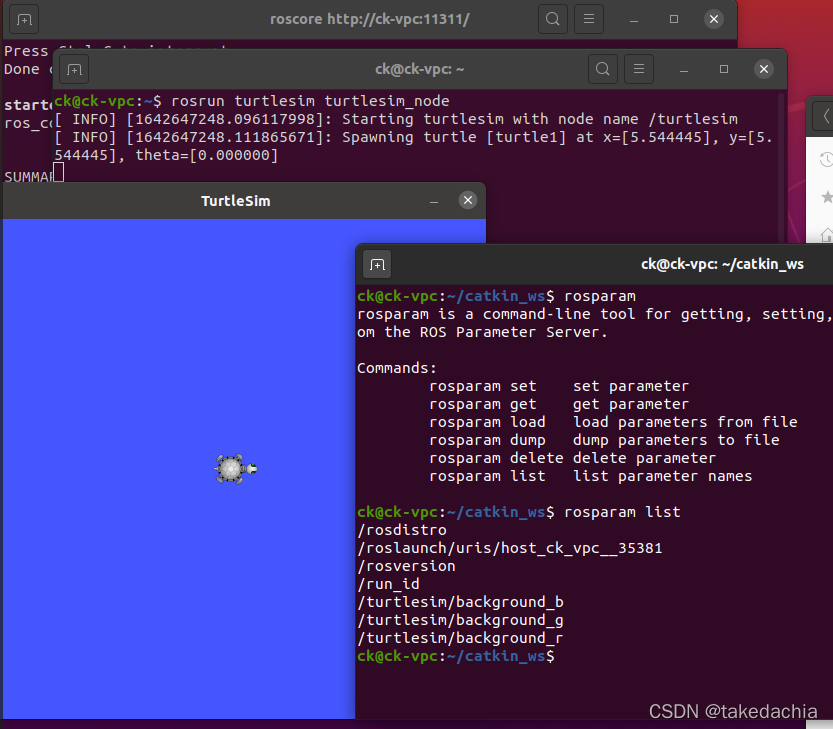 roscore http://ck-vpc:11311/
Done
ck@ck-vpc: ~
ck@ck-vpc:~$ rosrun turtlesim turtlesim_node
[ INFO] [1642647248.096117998]: Starting turtlesim with node name /turtlesim
[ INFO] [1642647248.111865671]: Spawning turtle [turtle1] at x=[5.544445], y=[5.
544445], theta=[0.000000]
TurtleSim
ck@ck-vpc: ~/catkin_ws
ck@ck-vpc:~/catkin_ws$ rosparam
rosparam is a command-line tool for getting, setting,
om the ROS Parameter Server.
Commands:
rosparam set set parameter
rosparam get get parameter
rosparam load load parameters from file
rosparam dump dump parameters to file
rosparam delete delete parameter
rosparam list list parameter names
ck@ck-vpc:~/catkin_ws$ rosparam list
/rosdistro
/roslaunch/uris/host_ck_vpc__35381
/rosversion
/run_id
/turtlesim/background_b
/turtlesim/background_g
/turtlesim/background_r
ck@ck-vpc:~/catkin_ws$
CSDN @takedachia